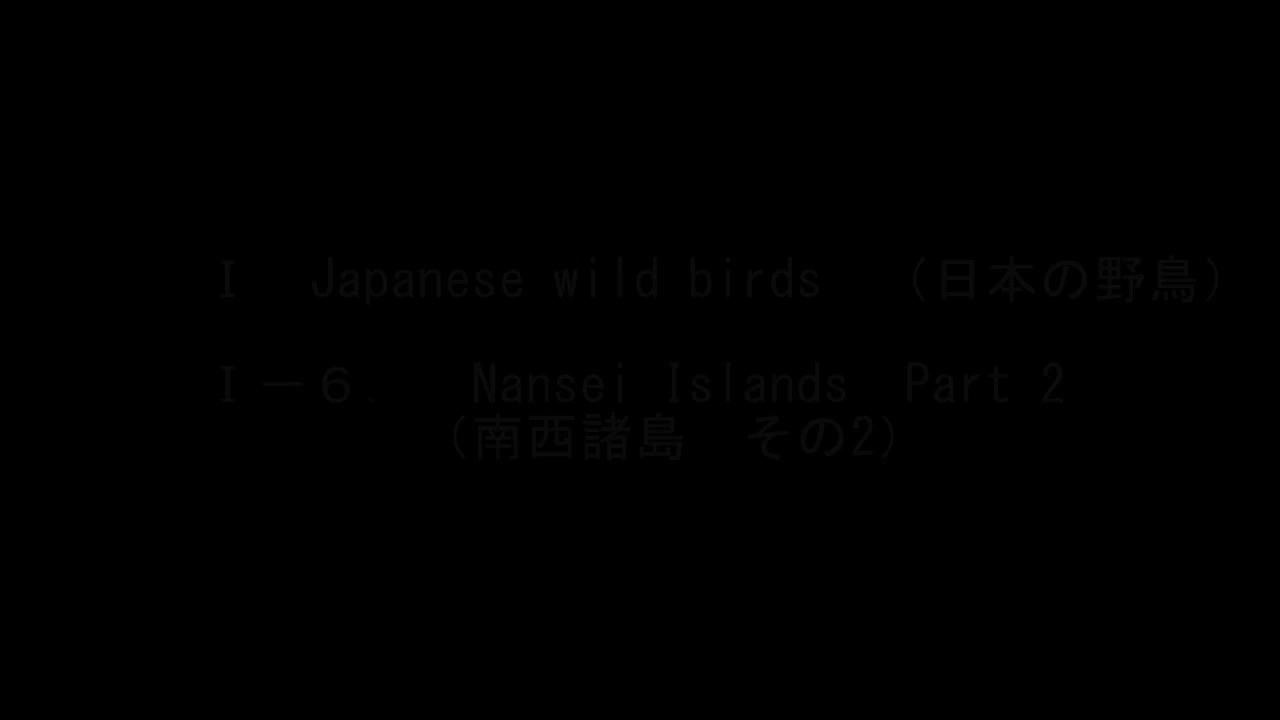 Ⅰ　Japanese wild birds　（日本の野鳥）
Ⅰ－６．　Nansei Islands　Part 2
（南西諸島　その2）